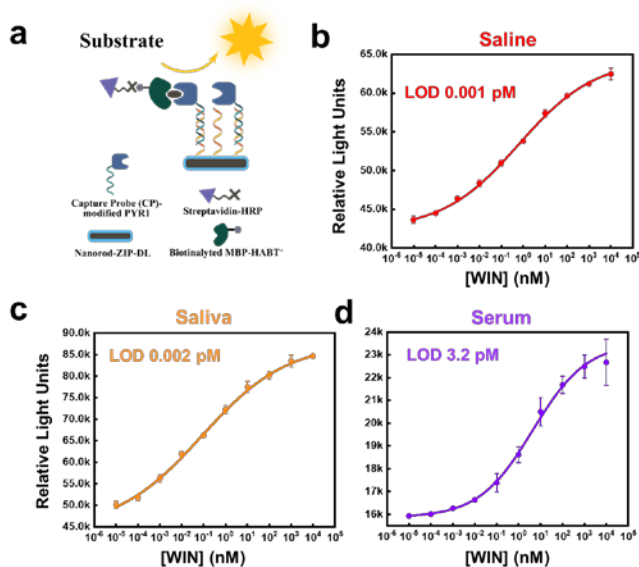 a
Substrate
Capture Probe (CP)-
modified PYR1
Streptavidin-HRP
Nanorod-ZIP-DL
Biotinalyted MBP-HABT⁺
b
Saline
LOD 0.001 pM
Relative Light Units
65.0k
60.0k
55.0k
50.0k
45.0k
40.0k
10⁻⁶ 10⁻⁵ 10⁻⁴ 10⁻³ 10⁻² 10⁻¹ 10⁰ 10¹ 10² 10³ 10⁴ 10⁵
[WIN] (nM)
c
Saliva
LOD 0.002 pM
Relative Light Units
90.0k
85.0k
80.0k
75.0k
70.0k
65.0k
60.0k
55.0k
50.0k
45.0k
10⁻⁶ 10⁻⁵ 10⁻⁴ 10⁻³ 10⁻² 10⁻¹ 10⁰ 10¹ 10² 10³ 10⁴ 10⁵
[WIN] (nM)
d
Serum
LOD 3.2 pM
Relative Light Units
24k
23k
22k
21k
20k
19k
18k
17k
16k
10⁻⁶ 10⁻⁵ 10⁻⁴ 10⁻³ 10⁻² 10⁻¹ 10⁰ 10¹ 10² 10³ 10⁴ 10⁵
[WIN] (nM)